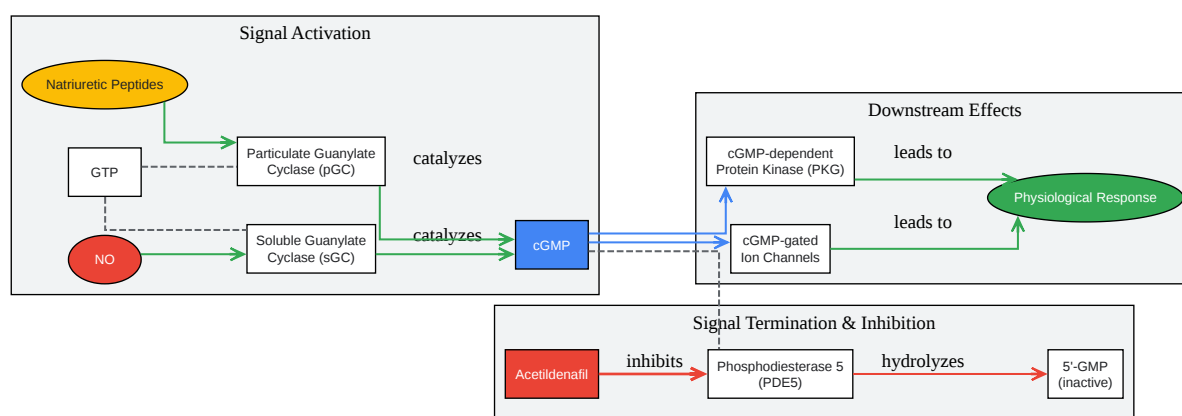 Signal Activation
Natriuretic Peptides
GTP
Particulate Guanylate
Cyclase (pGC)
catalyzes
NO
Soluble Guanylate
Cyclase (sGC)
catalyzes
cGMP
Downstream Effects
cGMP-dependent
Protein Kinase (PKG)
leads to
Physiological Response
cGMP-gated
Ion Channels
leads to
Signal Termination & Inhibition
Acetildenafil
inhibits
Phosphodiesterase 5
(PDE5)
hydrolyzes
5'-GMP
(inactive)